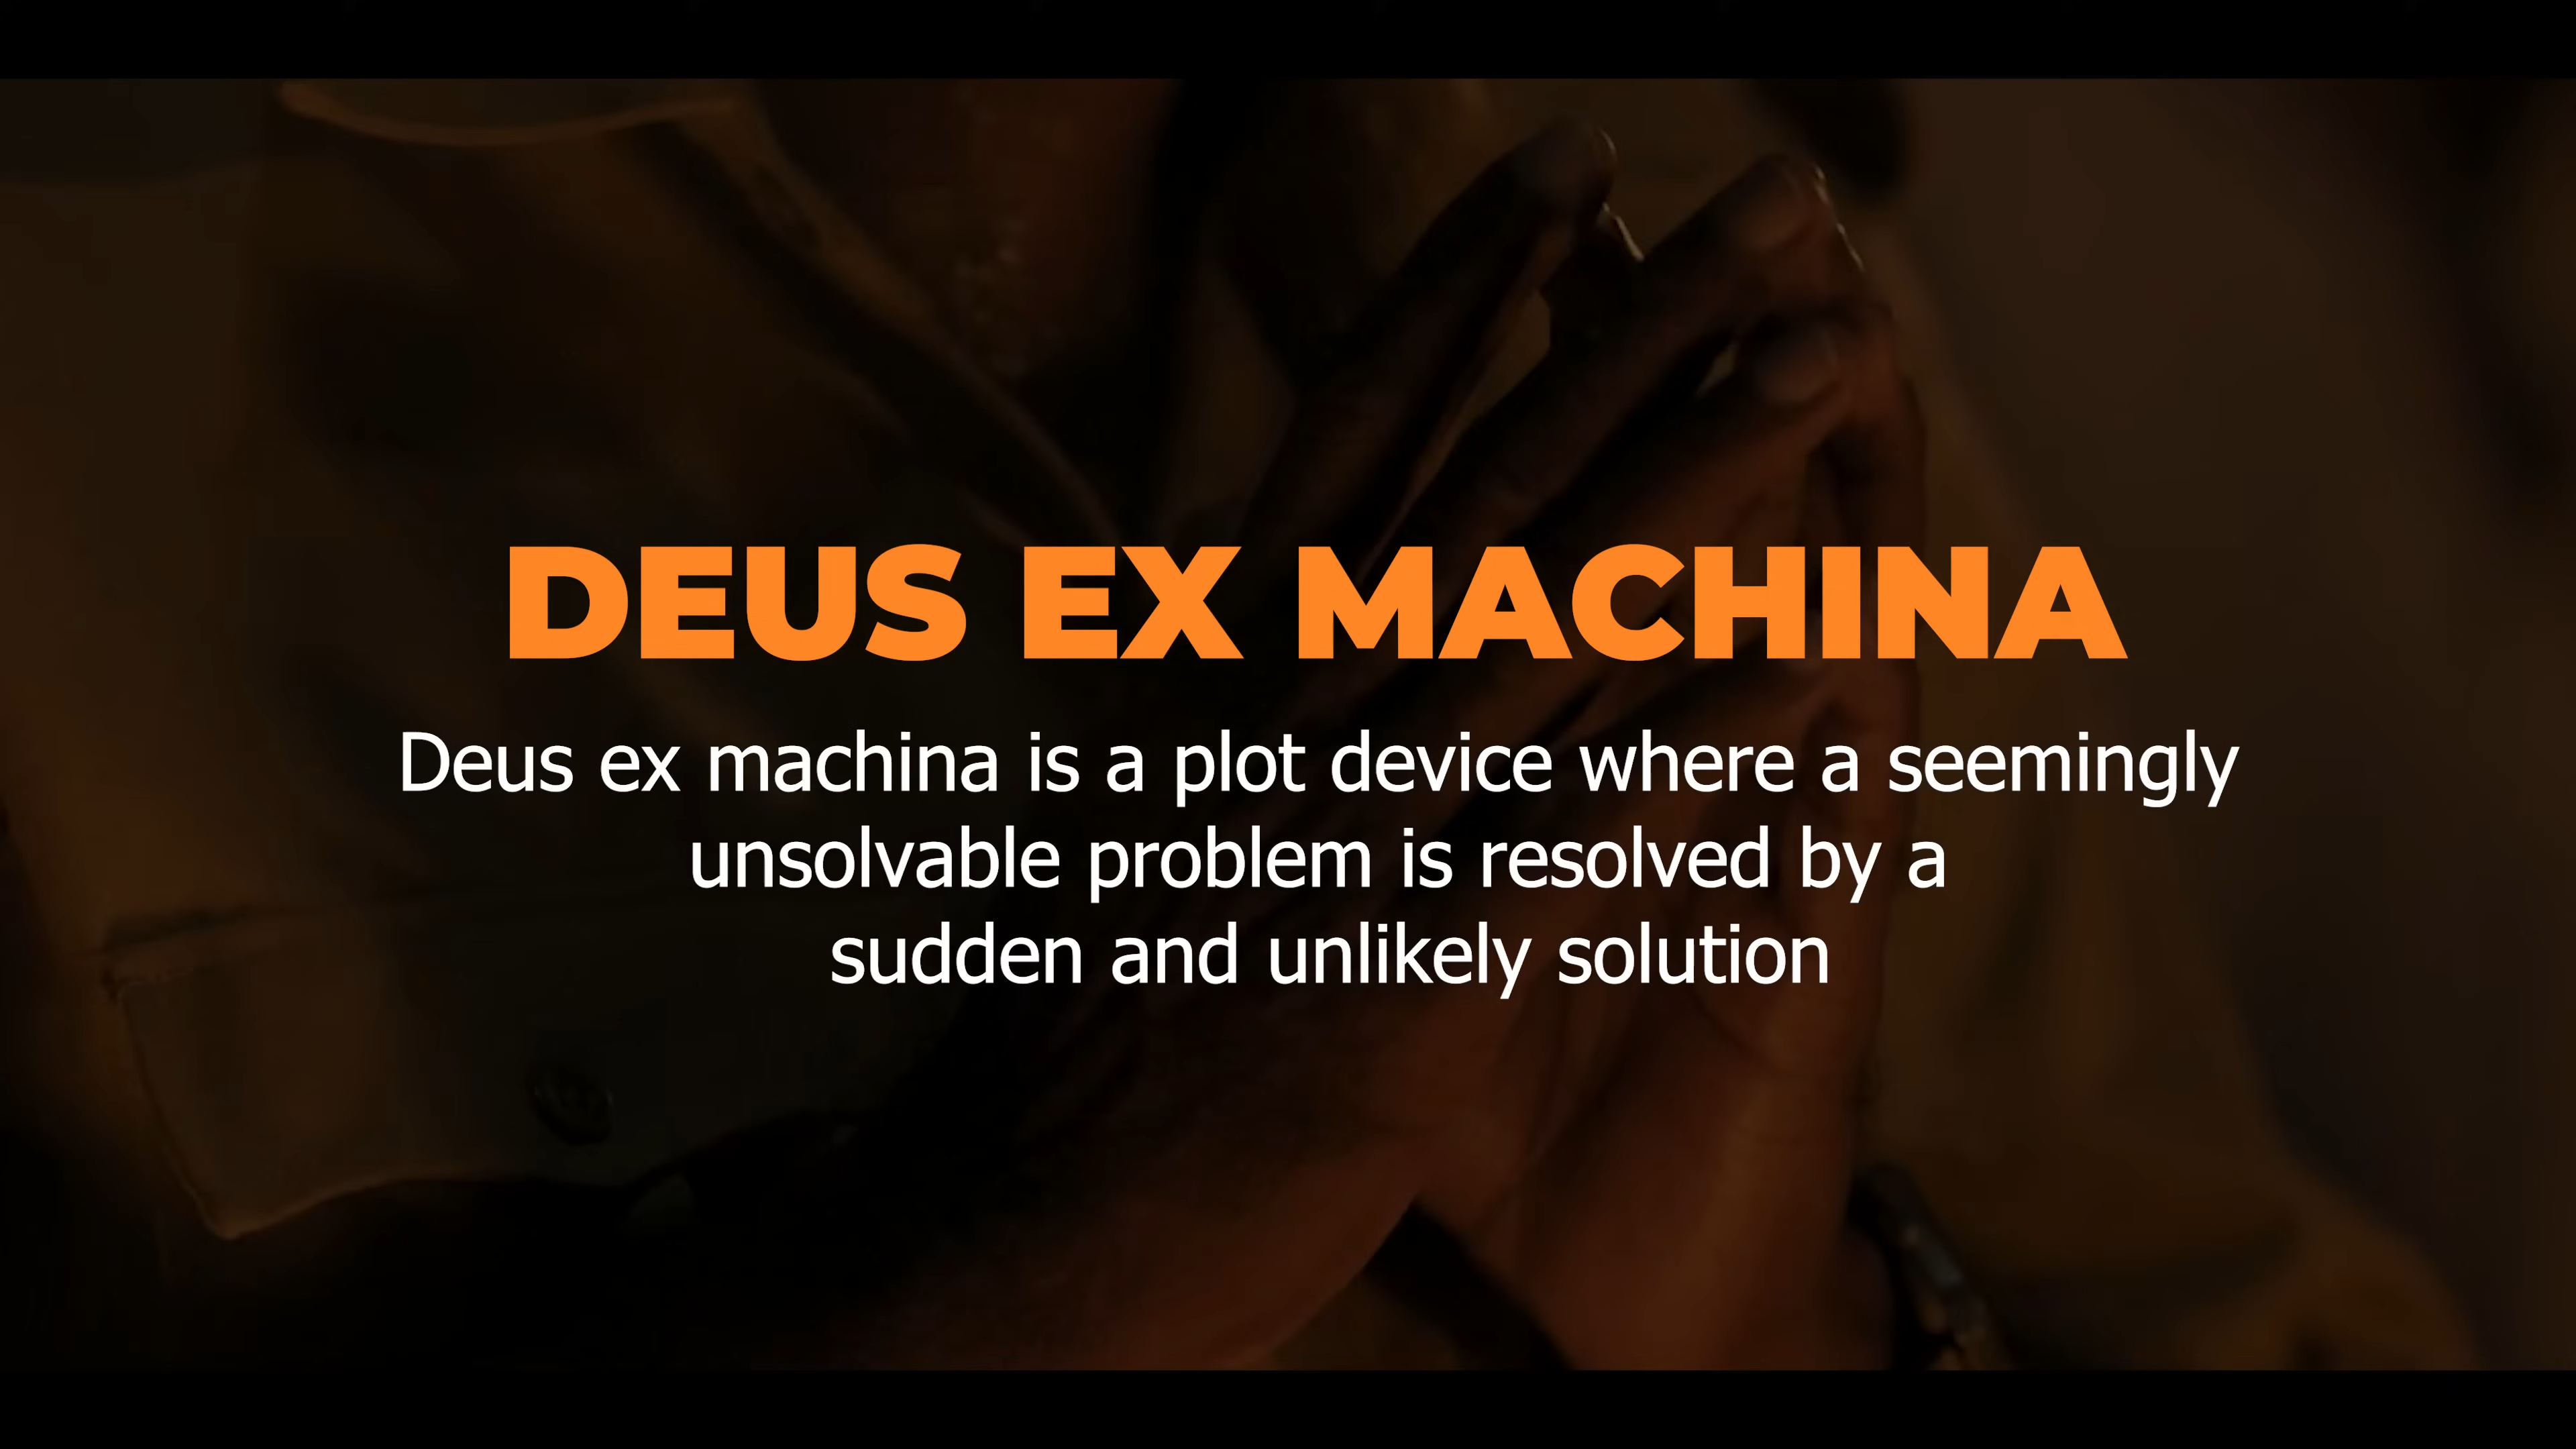 DEUS EX MACHINA
Deus ex machina is a plot device where a seemingly
unsolvable problem is resolved by a
sudden and unlikely solution